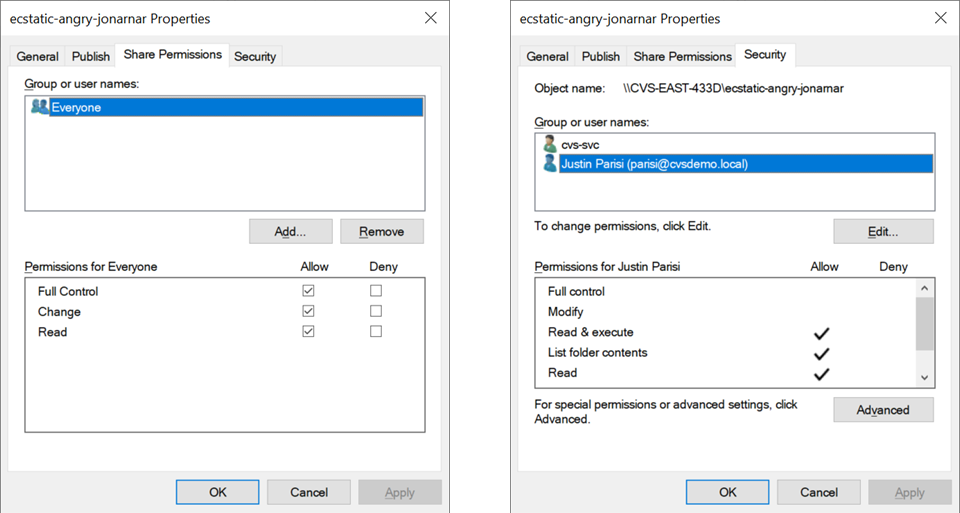 ecstatic-angry-jonarnar Properties
General Publish Share Permissions Security
Group or user names:
Everyone
Add... Remove
Permissions for Everyone Allow Deny
Full Control
Change
Read
OK Cancel Apply
ecstatic-angry-jonarnar Properties
General Publish Share Permissions Security
Object name: \\CVS-EAST-433D\ecstatic-angry-jonarnar
Group or user names:
cvs-svc
Justin Parisi (parisi@cvsdemo.local)
To change permissions, click Edit. Edit...
Permissions for Justin Parisi Allow Deny
Full control
Modify
Read & execute
List folder contents
Read
For special permissions or advanced settings, click
Advanced.
Advanced
OK Cancel Apply